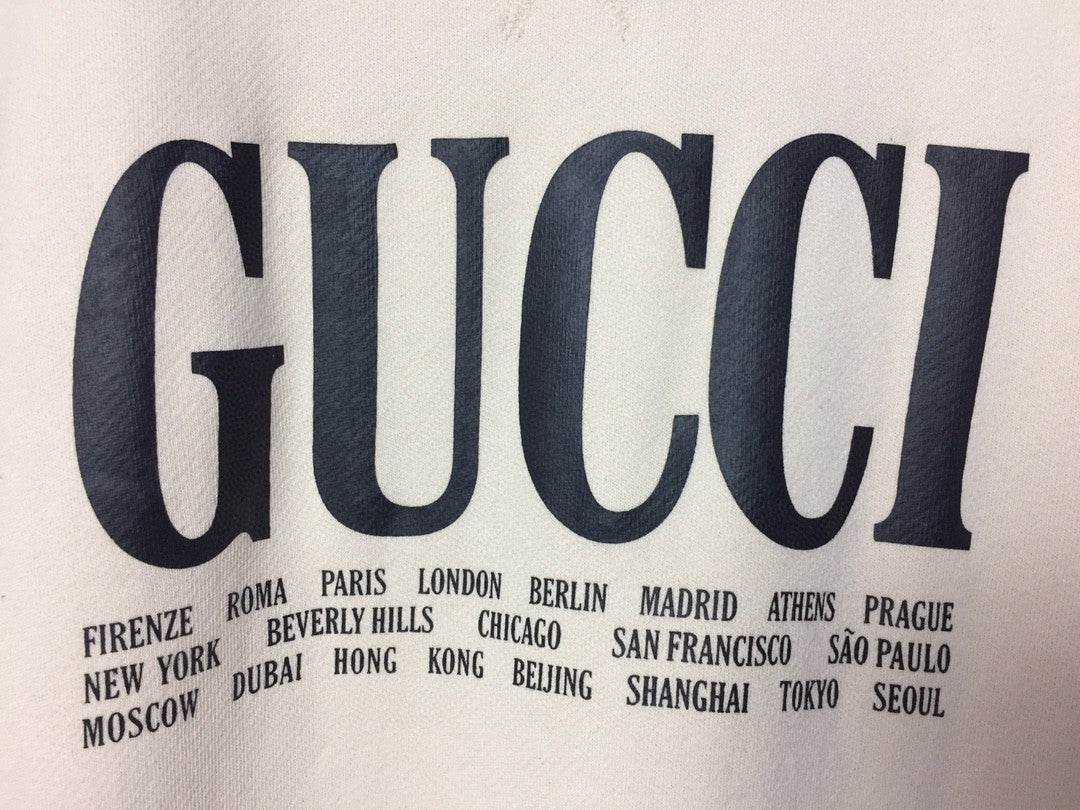 GUCCI
FIRENZE ROMA PARIS LONDON BERLIN MADRID ATHENS PRAGUE
NEW YORK BEVERLY HILLS CHICAGO SAN FRANCISCO SÃO PAULO
MOSCOW DUBAI HONG KONG BEIJING SHANGHAI TOKYO SEOUL